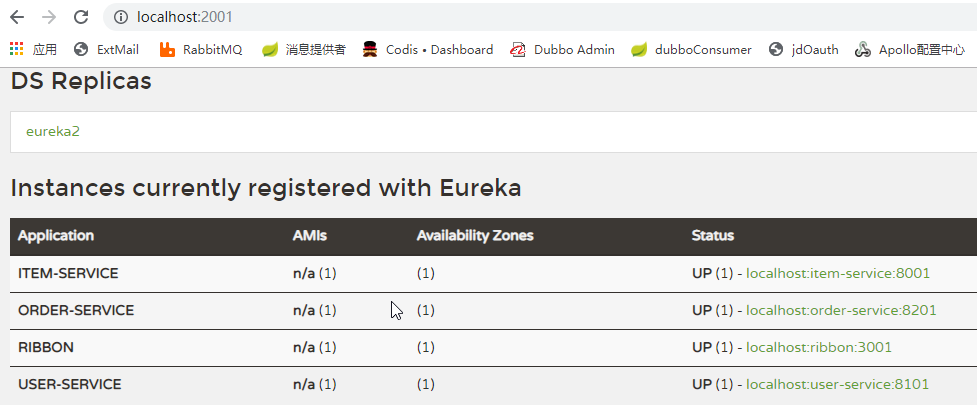 localhost:2001
应用 ExtMail RabbitMQ 消息提供者 Codis • Dashboard Dubbo Admin dubboConsumer jdOauth Apollo配置中心
DS Replicas
eureka2
Instances currently registered with Eureka
Application AMIs Availability Zones Status
ITEM-SERVICE n/a (1) (1) UP (1) - localhost:item-service:8001
ORDER-SERVICE n/a (1) (1) UP (1) - localhost:order-service:8201
RIBBON n/a (1) (1) UP (1) - localhost:ribbon:3001
USER-SERVICE n/a (1) (1) UP (1) - localhost:user-service:8101